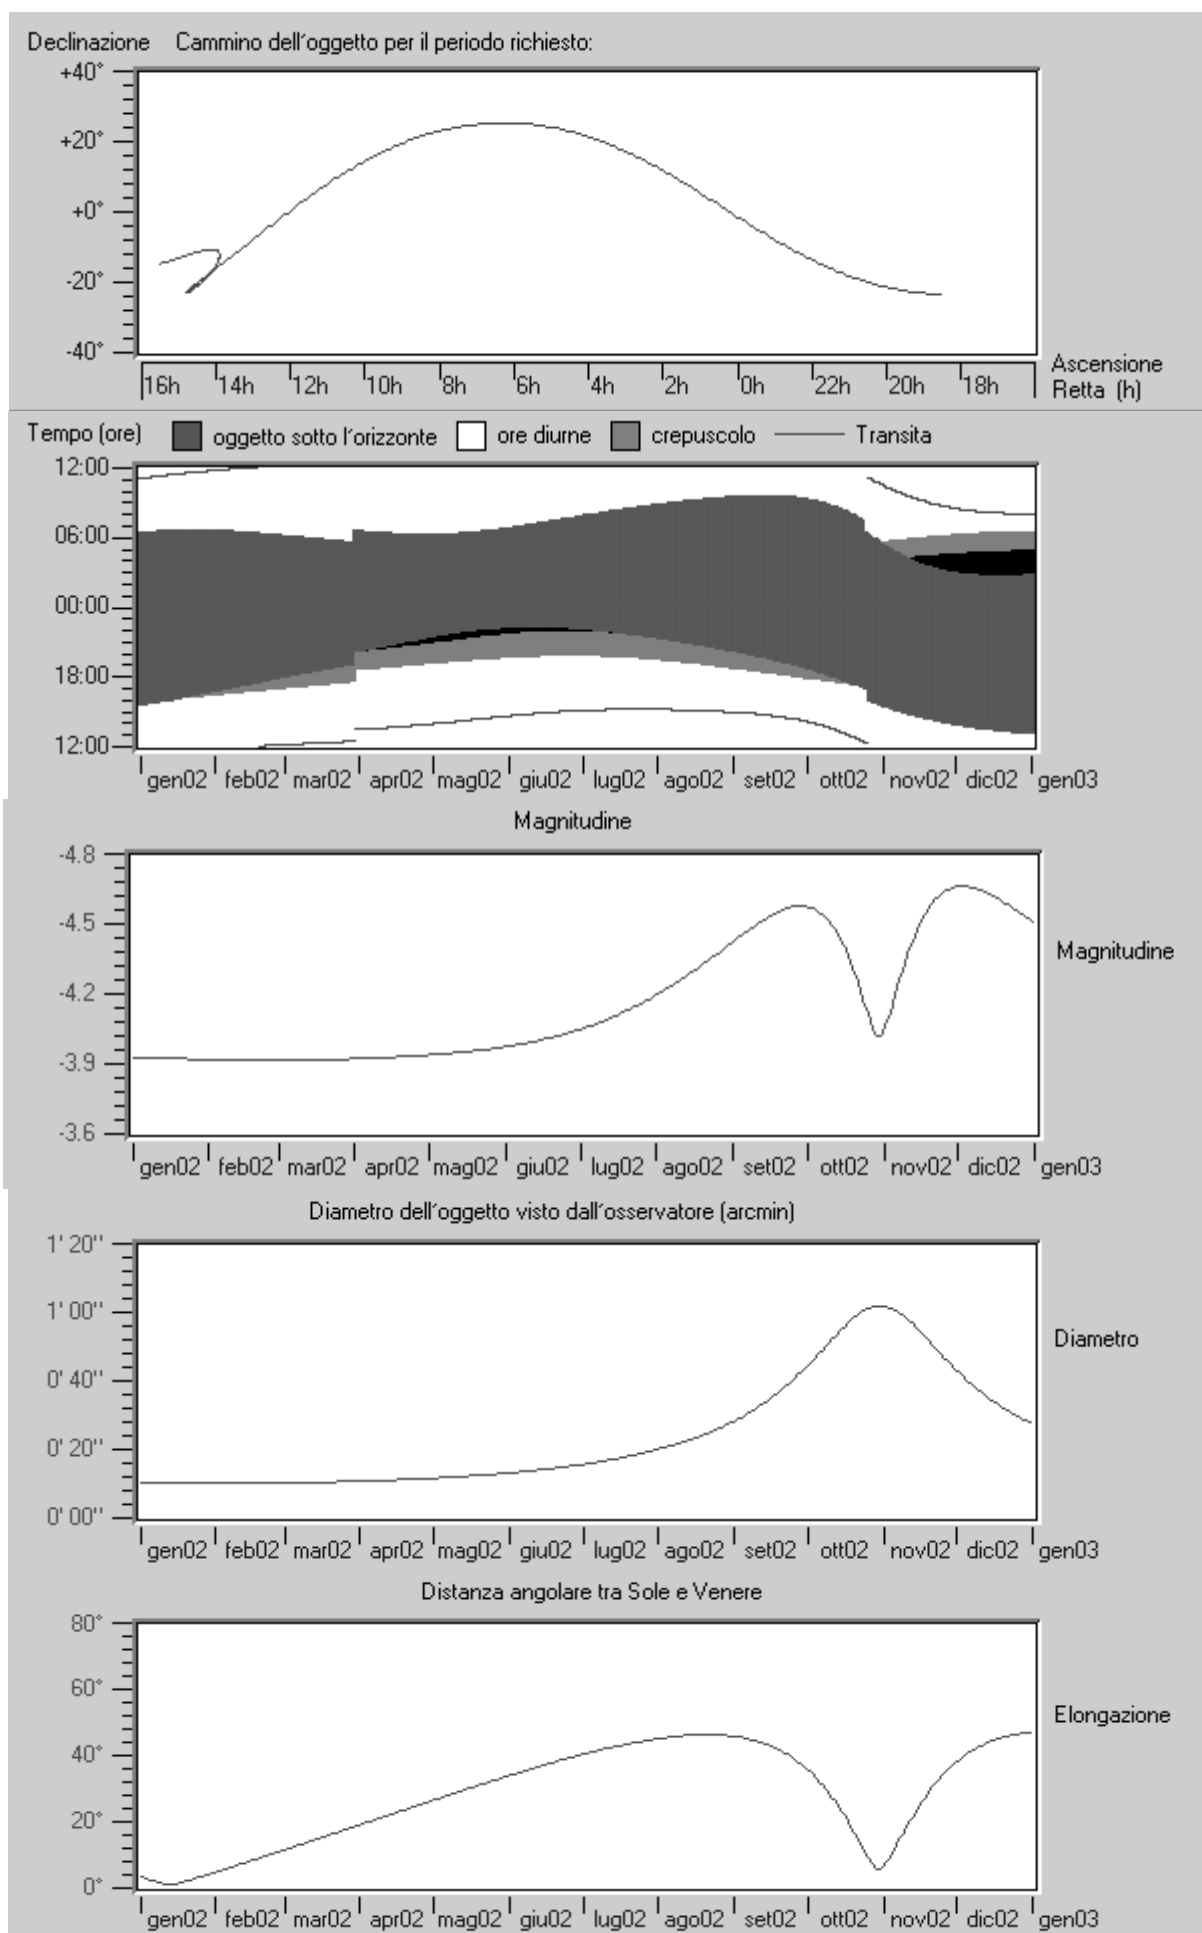 Declinazione Cammino dell'oggetto per il periodo richiesto:
+40°
+20°
+0°
-20°
-40°
16h 14h 12h 10h 8h 6h 4h 2h 0h 22h 20h 18h
Ascensione
Retta (h)
Tempo (ore) oggetto sotto l'orizzonte ore diurne crepuscolo Transita
12:00
06:00
00:00
18:00
12:00
gen02 feb02 mar02 apr02 mag02 giu02 lug02 ago02 set02 ott02 nov02 dic02 gen03
Magnitudine
-4.8
-4.5
-4.2
-3.9
-3.6
Magnitudine
gen02 feb02 mar02 apr02 mag02 giu02 lug02 ago02 set02 ott02 nov02 dic02 gen03
Diametro dell'oggetto visto dall'osservatore (arcmin)
1' 20''
1' 00''
0' 40''
0' 20''
0' 00''
Diametro
gen02 feb02 mar02 apr02 mag02 giu02 lug02 ago02 set02 ott02 nov02 dic02 gen03
Distanza angolare tra Sole e Venere
80°
60°
40°
20°
0°
Elongazione
gen02 feb02 mar02 apr02 mag02 giu02 lug02 ago02 set02 ott02 nov02 dic02 gen03